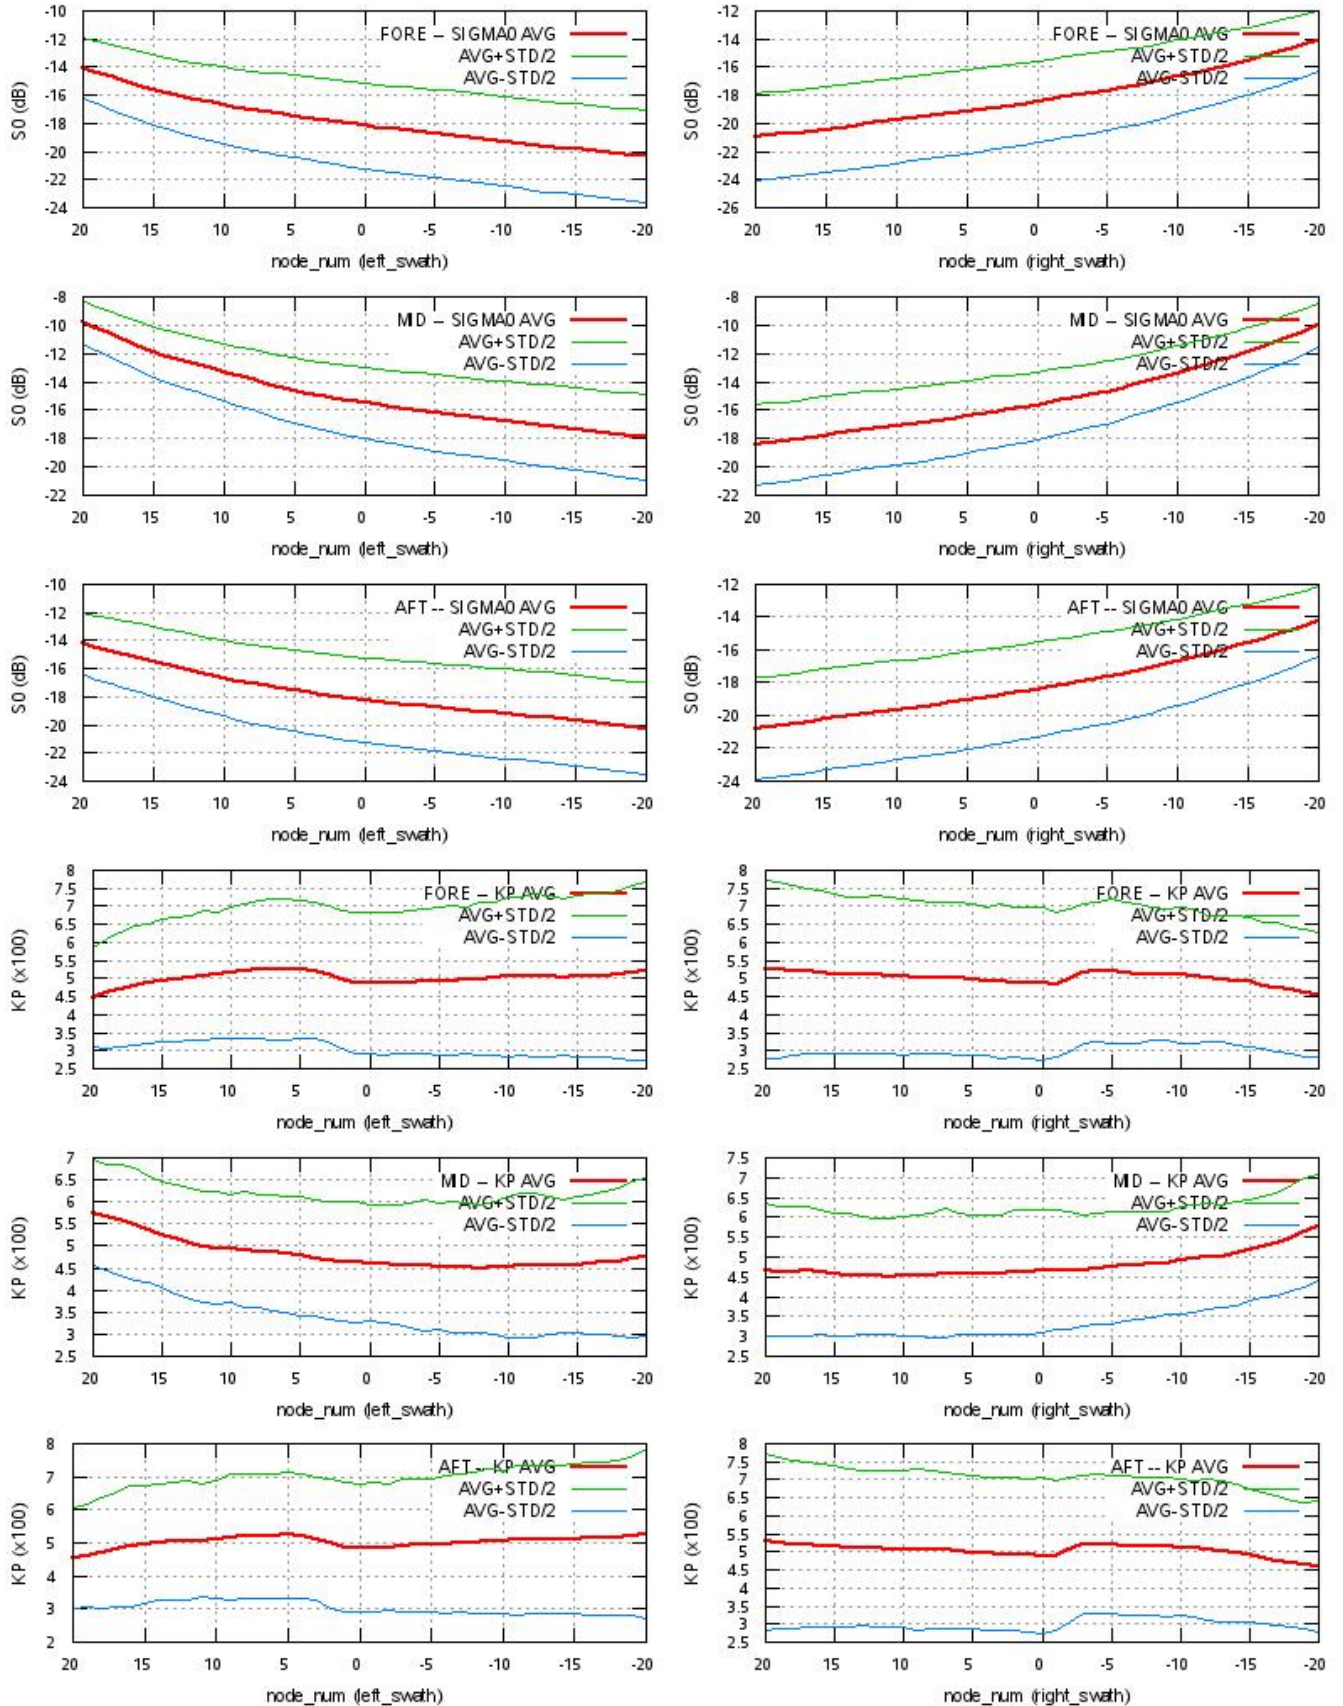 -10
-12
-14
-16
-18
-20
-22
-24
S0 (dB)
FORE -- SIGMA0 AVG
AVG+STD/2
AVG-STD/2
20 15 10 5 0 -5 -10 -15 -20
node_num (left_swath)
-12
-14
-16
-18
-20
-22
-24
-26
S0 (dB)
FORE -- SIGMA0 AVG
AVG+STD/2
AVG-STD/2
20 15 10 5 0 -5 -10 -15 -20
node_num (right_swath)
-8
-10
-12
-14
-16
-18
-20
-22
S0 (dB)
MID -- SIGMA0 AVG
AVG+STD/2
AVG-STD/2
20 15 10 5 0 -5 -10 -15 -20
node_num (left_swath)
-8
-10
-12
-14
-16
-18
-20
-22
S0 (dB)
MID -- SIGMA0 AVG
AVG+STD/2
AVG-STD/2
20 15 10 5 0 -5 -10 -15 -20
node_num (right_swath)
-10
-12
-14
-16
-18
-20
-22
-24
S0 (dB)
AFT -- SIGMA0 AVG
AVG+STD/2
AVG-STD/2
20 15 10 5 0 -5 -10 -15 -20
node_num (left_swath)
-12
-14
-16
-18
-20
-22
-24
S0 (dB)
AFT -- SIGMA0 AVG
AVG+STD/2
AVG-STD/2
20 15 10 5 0 -5 -10 -15 -20
node_num (right_swath)
8
7.5
7
6.5
6
5.5
5
4.5
4
3.5
3
2.5
KP (x100)
FORE -- KP AVG
AVG+STD/2
AVG-STD/2
20 15 10 5 0 -5 -10 -15 -20
node_num (left_swath)
8
7.5
7
6.5
6
5.5
5
4.5
4
3.5
3
2.5
KP (x100)
FORE -- KP AVG
AVG+STD/2
AVG-STD/2
20 15 10 5 0 -5 -10 -15 -20
node_num (right_swath)
7
6.5
6
5.5
5
4.5
4
3.5
3
2.5
KP (x100)
MID -- KP AVG
AVG+STD/2
AVG-STD/2
20 15 10 5 0 -5 -10 -15 -20
node_num (left_swath)
7.5
7
6.5
6
5.5
5
4.5
4
3.5
3
2.5
KP (x100)
MID -- KP AVG
AVG+STD/2
AVG-STD/2
20 15 10 5 0 -5 -10 -15 -20
node_num (right_swath)
8
7
6
5
4
3
2
KP (x100)
AFT -- KP AVG
AVG+STD/2
AVG-STD/2
20 15 10 5 0 -5 -10 -15 -20
node_num (left_swath)
8
7.5
7
6.5
6
5.5
5
4.5
4
3.5
3
2.5
KP (x100)
AFT -- KP AVG
AVG+STD/2
AVG-STD/2
20 15 10 5 0 -5 -10 -15 -20
node_num (right_swath)